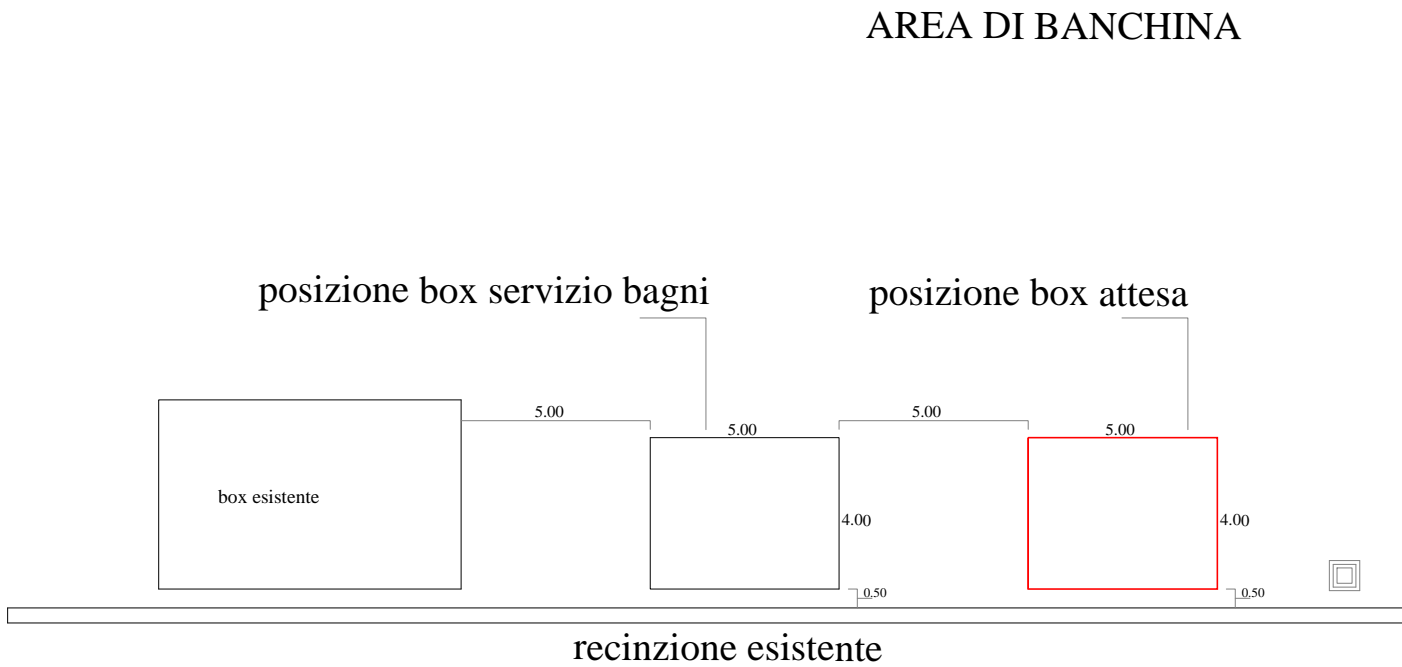 AREA DI BANCHINA
posizione box servizio bagni
posizione box attesa
5.00
5.00
5.00
5.00
box esistente
4.00
4.00
0.50
0.50
recinzione esistente